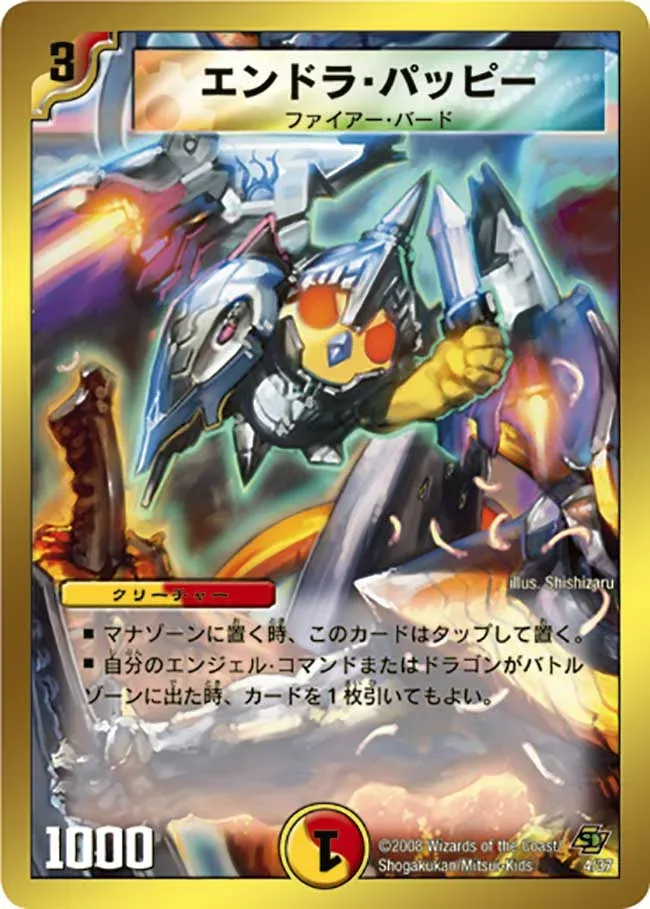 3
エンドラ・パッピー
ファイアー・バード
illus. Shishizaru
クリーチャー
■ マナゾーンに置く時、このカードはタップして置く。
■ 自分のエンジェル・コマンドまたはドラゴンがバトル
ゾーンに出た時、カードを1枚引いてもよい。
1000
1
©2008 Wizards of the Coast/
Shogakukan/Mitsui-Kids
4/37